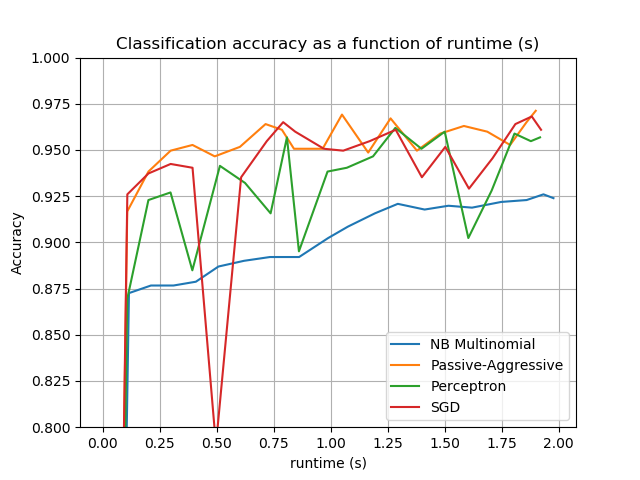 Classification accuracy as a function of runtime (s)
1.000
0.975
0.950
0.925
0.900
0.875
0.850
0.825
0.800
Accuracy
NB Multinomial
Passive-Aggressive
Perceptron
SGD
0.00 0.25 0.50 0.75 1.00 1.25 1.50 1.75 2.00
runtime (s)